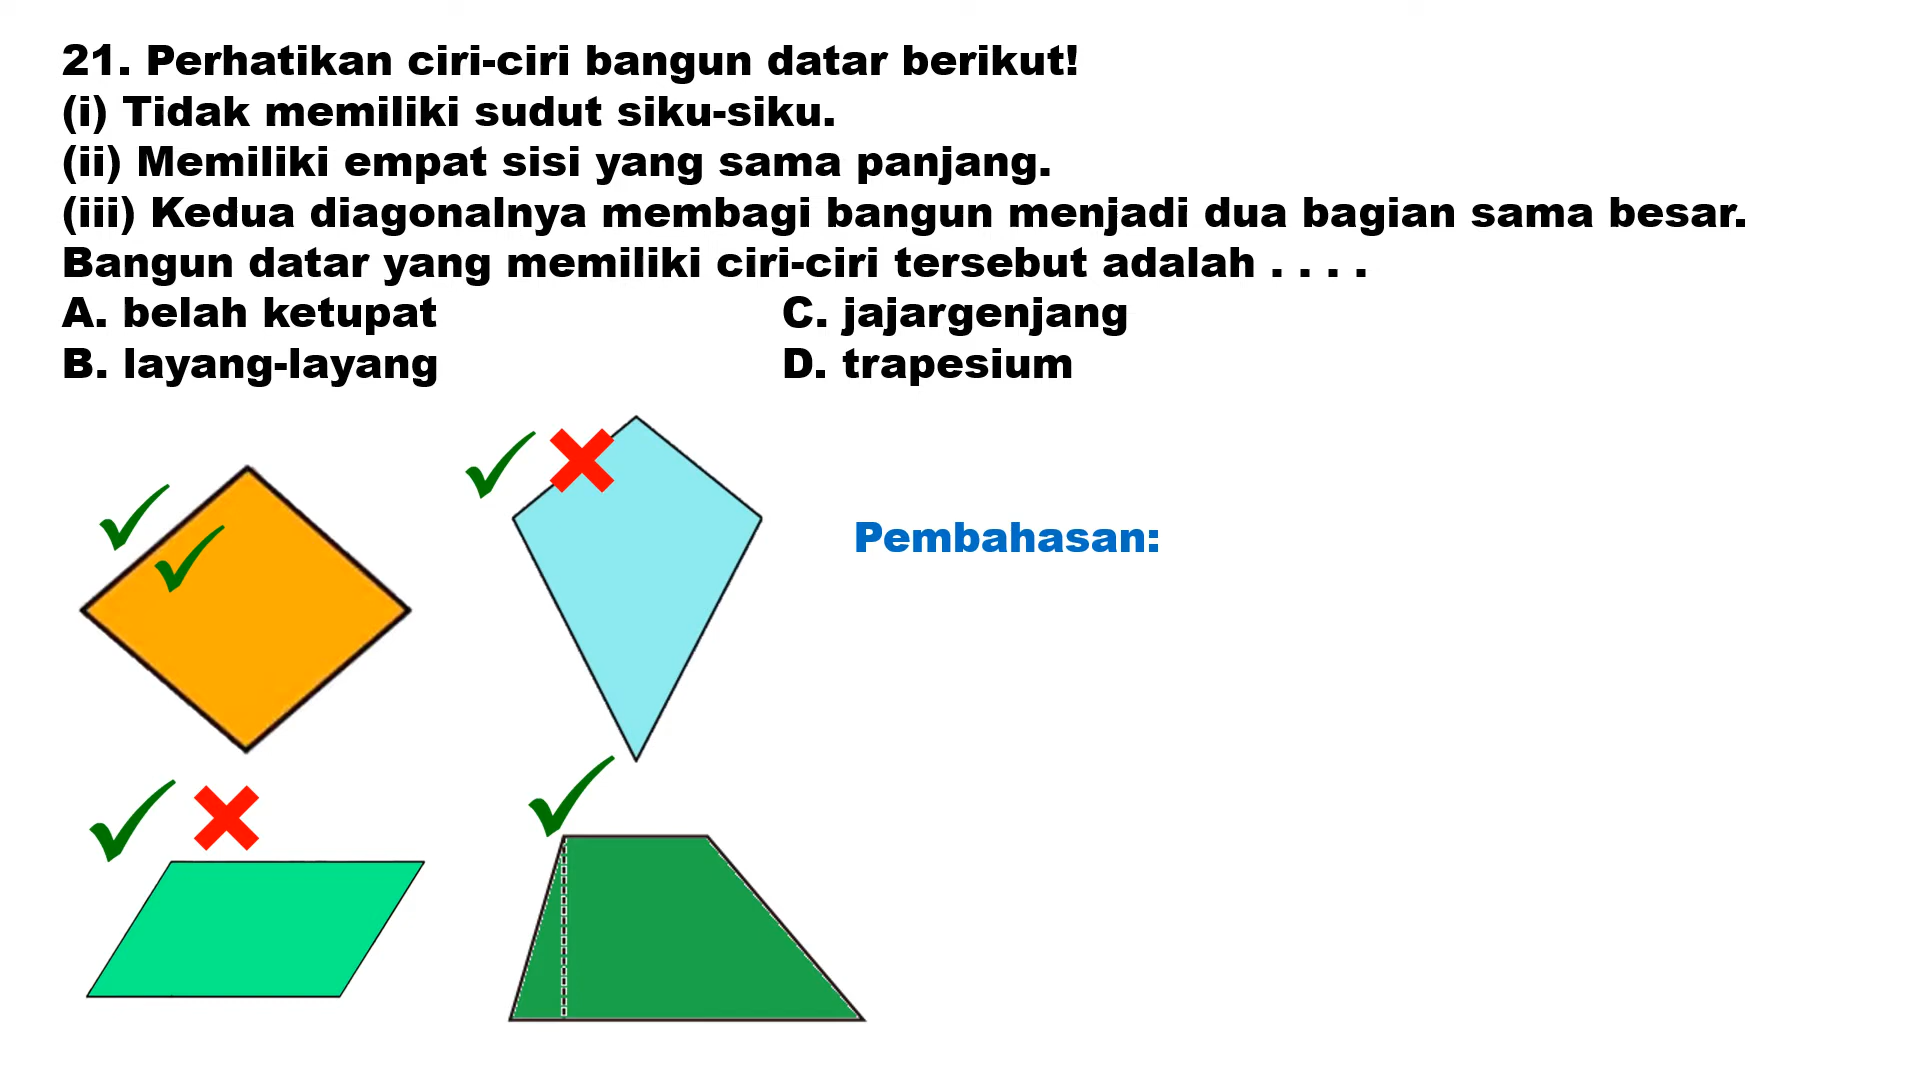 21. Perhatikan ciri-ciri bangun datar berikut!
(i) Tidak memiliki sudut siku-siku.
(ii) Memiliki empat sisi yang sama panjang.
(iii) Kedua diagonalnya membagi bangun menjadi dua bagian sama besar.
Bangun datar yang memiliki ciri-ciri tersebut adalah . . . .
A. belah ketupat C. jajargenjang
B. layang-layang D. trapesium
Pembahasan: